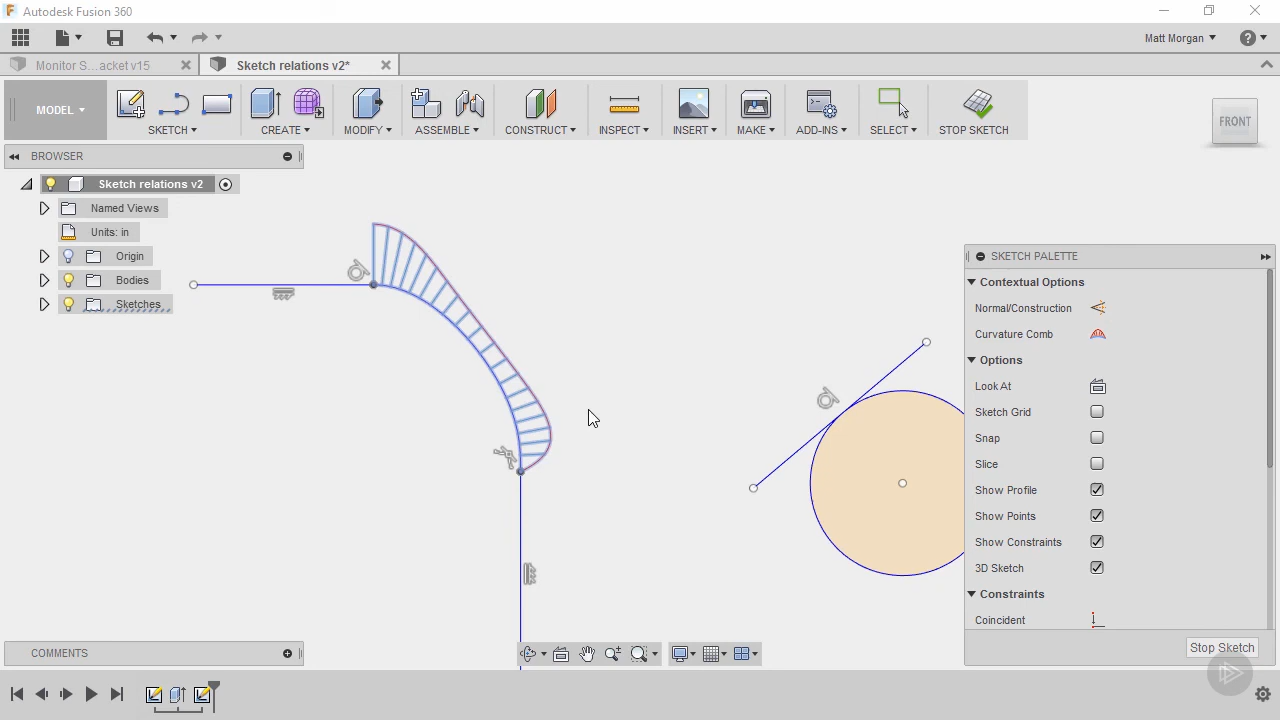 Autodesk Fusion 360
Matt Morgan
Monitor S....acket v15
Sketch relations v2*
MODEL
SKETCH
CREATE
MODIFY
ASSEMBLE
CONSTRUCT
INSPECT
INSERT
MAKE
ADD-INS
SELECT
STOP SKETCH
FRONT
BROWSER
Sketch relations v2
Named Views
Units: in
Origin
Bodies
Sketches
SKETCH PALETTE
Contextual Options
Normal/Construction
Curvature Comb
Options
Look At
Sketch Grid
Snap
Slice
Show Profile
Show Points
Show Constraints
3D Sketch
Constraints
Coincident
Stop Sketch
COMMENTS